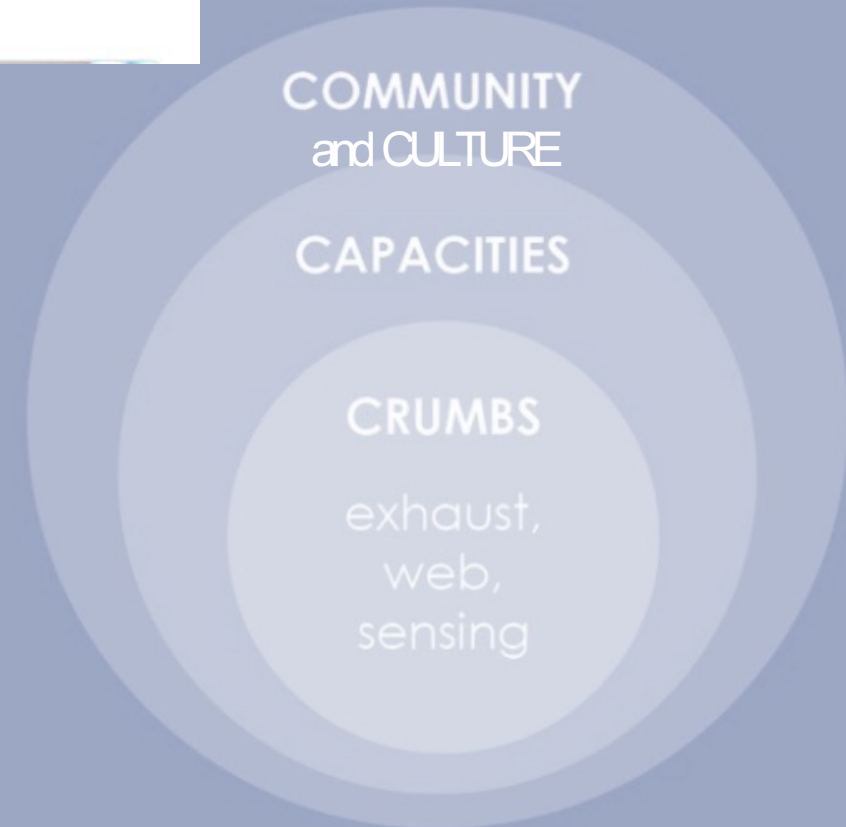 COMMUNITY
and CULTURE
CAPACITIES
CRUMBS
exhaust,
web,
sensing